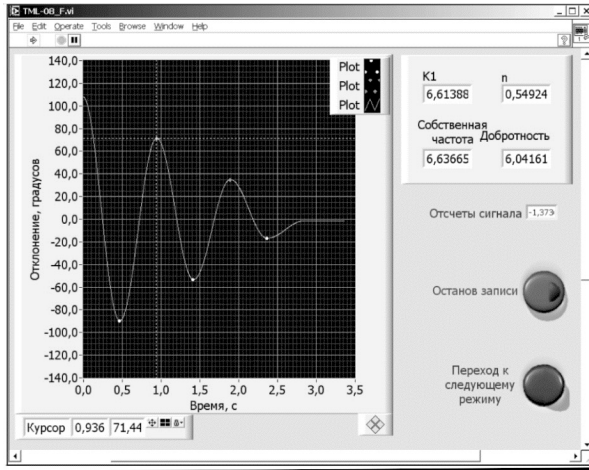 TML-08_F.vi
File Edit Operate Tools Browse Window Help
140,0
120,0
100,0
80,0
60,0
40,0
20,0
0,0
-20,0
-40,0
-60,0
-80,0
-100,0
-120,0
-140,0
Отклонение, градусов
0,0 0,5 1,0 1,5 2,0 2,5 3,0 3,5
Время, с
Plot
Plot
Plot
Курсор 0,936 71,44
K1 n
6,61388 0,54924
Собственная
частота Добротность
6,63665 6,04161
Отсчеты сигнала
Останов записи
Переход к
следующему
режиму